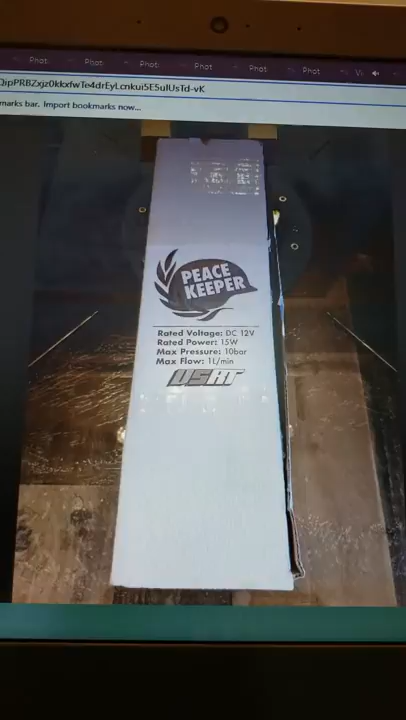 Phot
Phot
Phot
Phot
Phot
Phot
marks bar. Import bookmarks now...
PEACE
KEEPER
Rated Voltage: DC 12V
Rated Power: 15W
Max Pressure: 10bar
Max Flow: 1L/min
USRT